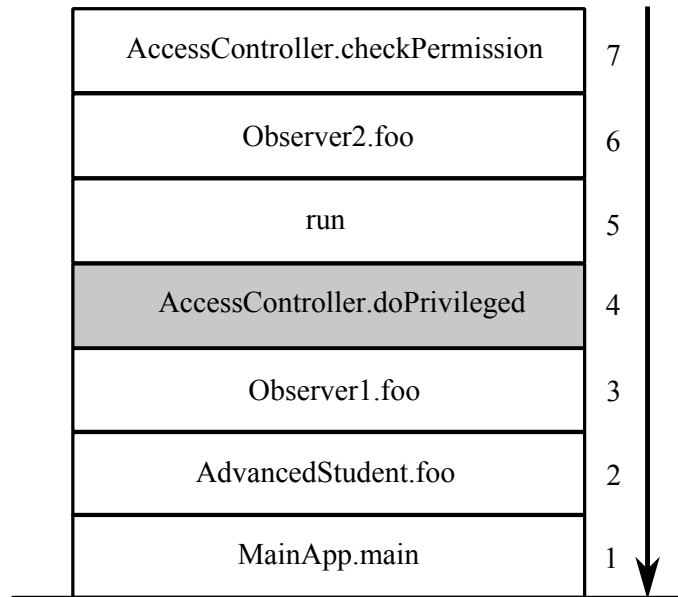 AccessController.checkPermission 7
Observer2.foo 6
run 5
AccessController.doPrivileged 4
Observer1.foo 3
AdvancedStudent.foo 2
MainApp.main 1